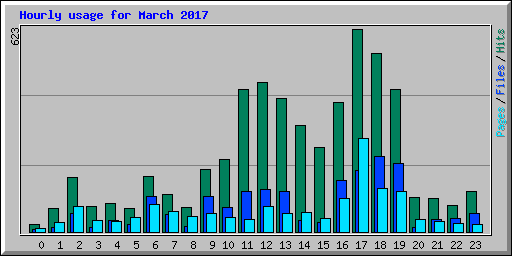 Hourly usage for March 2017
623
Pages / Files / Hits
0 1 2 3 4 5 6 7 8 9 10 11 12 13 14 15 16 17 18 19 20 21 22 23